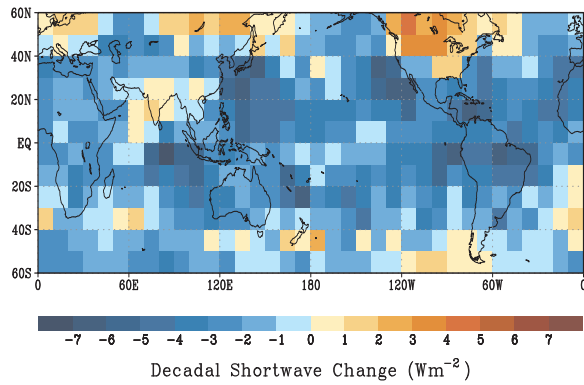 60N
40N
20N
EQ
20S
40S
60S
0 60E 120E 180 120W 60W 0
-7 -6 -5 -4 -3 -2 -1 0 1 2 3 4 5 6 7
Decadal Shortwave Change (Wm⁻²)